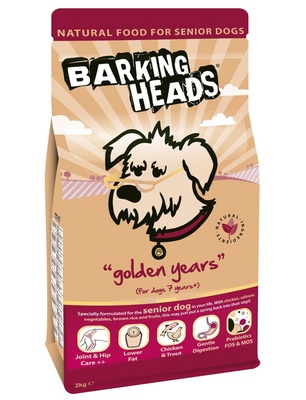 NATURAL FOOD FOR SENIOR DOGS
BARKING
HEADS
NATURAL INGREDIENTS
"golden years"
(For dogs 7 years+)
Specially formulated for the senior dog in your life. With chicken, salmon,
vegetables, brown rice and fruits, this may just put a spring back into their step!
Joint & Hip
Care ++
Lower
Fat
Chicken
& Trout
Gentle
Digestion
Prebiotics
FOS & MOS
2kg e